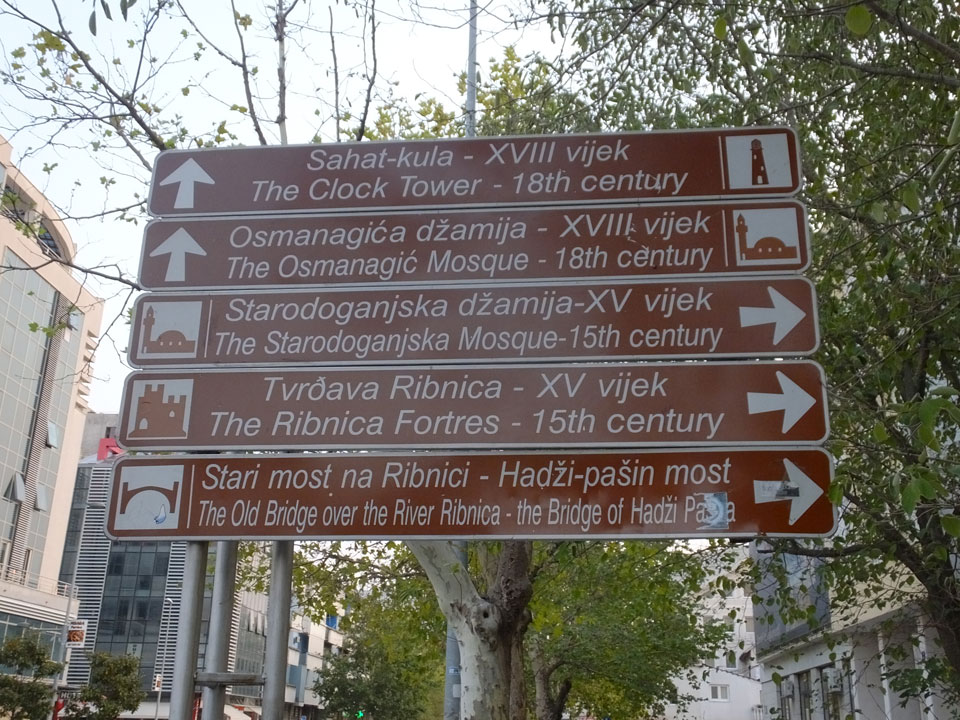 Sahat-kula - XVIII vijek
The Clock Tower - 18th century
Osmanagića džamija - XVIII vijek
The Osmanagić Mosque - 18th century
Starodoganjska džamija-XV vijek
The Starodoganjska Mosque-15th century
Tvrðava Ribnica - XV vijek
The Ribnica Fortres - 15th century
Stari most na Ribnici - Hadži-pašin most
The Old Bridge over the River Ribnica - the Bridge of Hadži